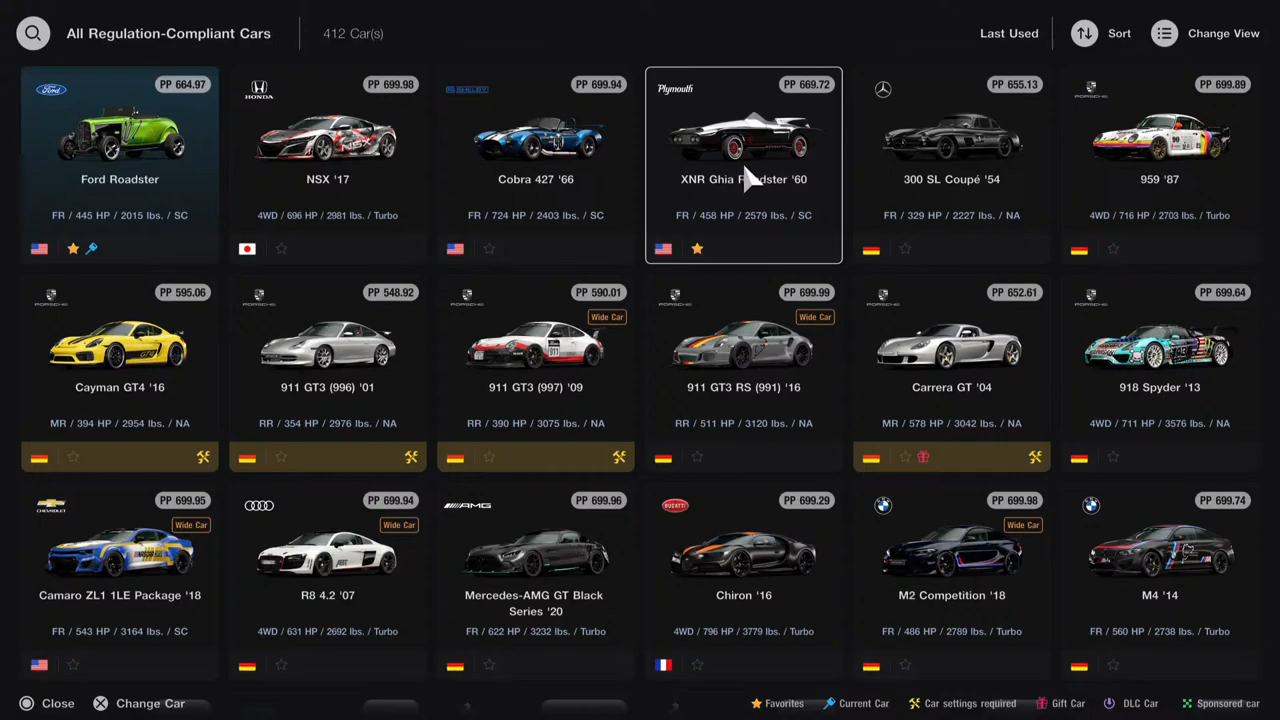 All Regulation-Compliant Cars
412 Car(s)
Last Used
Sort
Change View
Ford
PP 664.97
Ford Roadster
FR / 445 HP / 2015 lbs. / SC
HONDA
PP 699.98
NSX '17
4WD / 696 HP / 2981 lbs. / Turbo
SHELBY
PP 699.94
Cobra 427 '66
FR / 724 HP / 2403 lbs. / SC
Plymouth
PP 669.72
XNR Ghia R dster '60
FR / 458 HP / 2579 lbs. / SC
PP 655.13
300 SL Coupé '54
FR / 329 HP / 2227 lbs. / NA
PORSCHE
PP 699.89
959 '87
4WD / 716 HP / 2703 lbs. / Turbo
PORSCHE
PP 595.06
Cayman GT4 '16
MR / 394 HP / 2954 lbs. / NA
PORSCHE
PP 548.92
911 GT3 (996) '01
RR / 354 HP / 2976 lbs. / NA
PORSCHE
PP 590.01
Wide Car
911 GT3 (997) '09
RR / 390 HP / 3075 lbs. / NA
PORSCHE
PP 699.99
Wide Car
911 GT3 RS (991) '16
RR / 511 HP / 3120 lbs. / NA
PORSCHE
PP 652.61
Carrera GT '04
MR / 578 HP / 3042 lbs. / NA
PORSCHE
PP 699.64
918 Spyder '13
4WD / 711 HP / 3576 lbs. / NA
CHEVROLET
PP 699.95
Wide Car
Camaro ZL1 1LE Package '18
FR / 543 HP / 3164 lbs. / SC
PP 699.94
Wide Car
R8 4.2 '07
4WD / 631 HP / 2692 lbs. / Turbo
AMG
PP 699.96
Mercedes-AMG GT Black
Series '20
FR / 622 HP / 3232 lbs. / Turbo
BUGATTI
PP 699.29
Chiron '16
4WD / 796 HP / 3779 lbs. / Turbo
PP 699.98
Wide Car
M2 Competition '18
FR / 486 HP / 2789 lbs. / Turbo
PP 699.74
M4 '14
FR / 560 HP / 2738 lbs. / Turbo
Close
Change Car
Favorites
Current Car
Car settings required
Gift Car
DLC Car
Sponsored car